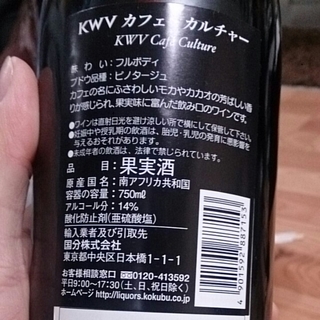 KWV カフェ・カルチャー
KWV Café Culture
味 わ い：フルボディ
ブドウ品種：ピノタージュ
カフェの名にふさわしいモカやカカオの芳ばしい香
りが感じられ、果実味に富んだ飲み口のワインです。
●ワインは直射日光を避け涼しい所で横にして保管して下さい。
●妊娠中や授乳期の飲酒は、胎児・乳児の発育に悪影響を
与えるおそれがあります。
●未成年者の飲酒は、法律で禁じられています。
品 目：果実酒
原 産 国 名：南アフリカ共和国
容器の容量：750ml
アルコール分：14%
酸化防止剤(亜硫酸塩)
輸入業者及び引取先
国分株式会社
東京都中央区日本橋1-1-1
お客様相談窓口 0120-413592
平日9:00〜17:30(土、日、祝日除く)
ホームページ http://liquors.kokubu.co.jp
4 901592 887153